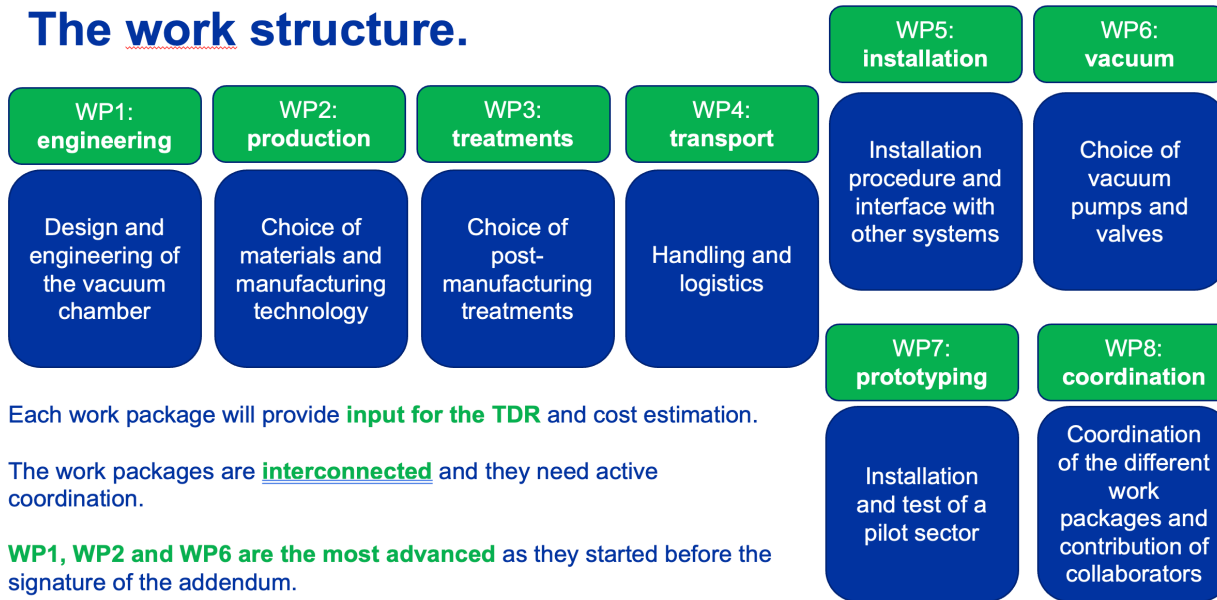 The work structure.
WP1:
engineering
Design and
engineering of
the vacuum
chamber
WP2:
production
Choice of
materials and
manufacturing
technology
WP3:
treatments
Choice of
post-
manufacturing
treatments
WP4:
transport
Handling and
logistics
WP5:
installation
Installation
procedure and
interface with
other systems
WP6:
vacuum
Choice of
vacuum
pumps and
valves
WP7:
prototyping
Installation
and test of a
pilot sector
WP8:
coordination
Coordination
of the different
work
packages and
contribution of
collaborators
Each work package will provide input for the TDR and cost estimation.
The work packages are interconnected and they need active
coordination.
WP1, WP2 and WP6 are the most advanced as they started before the
signature of the addendum.